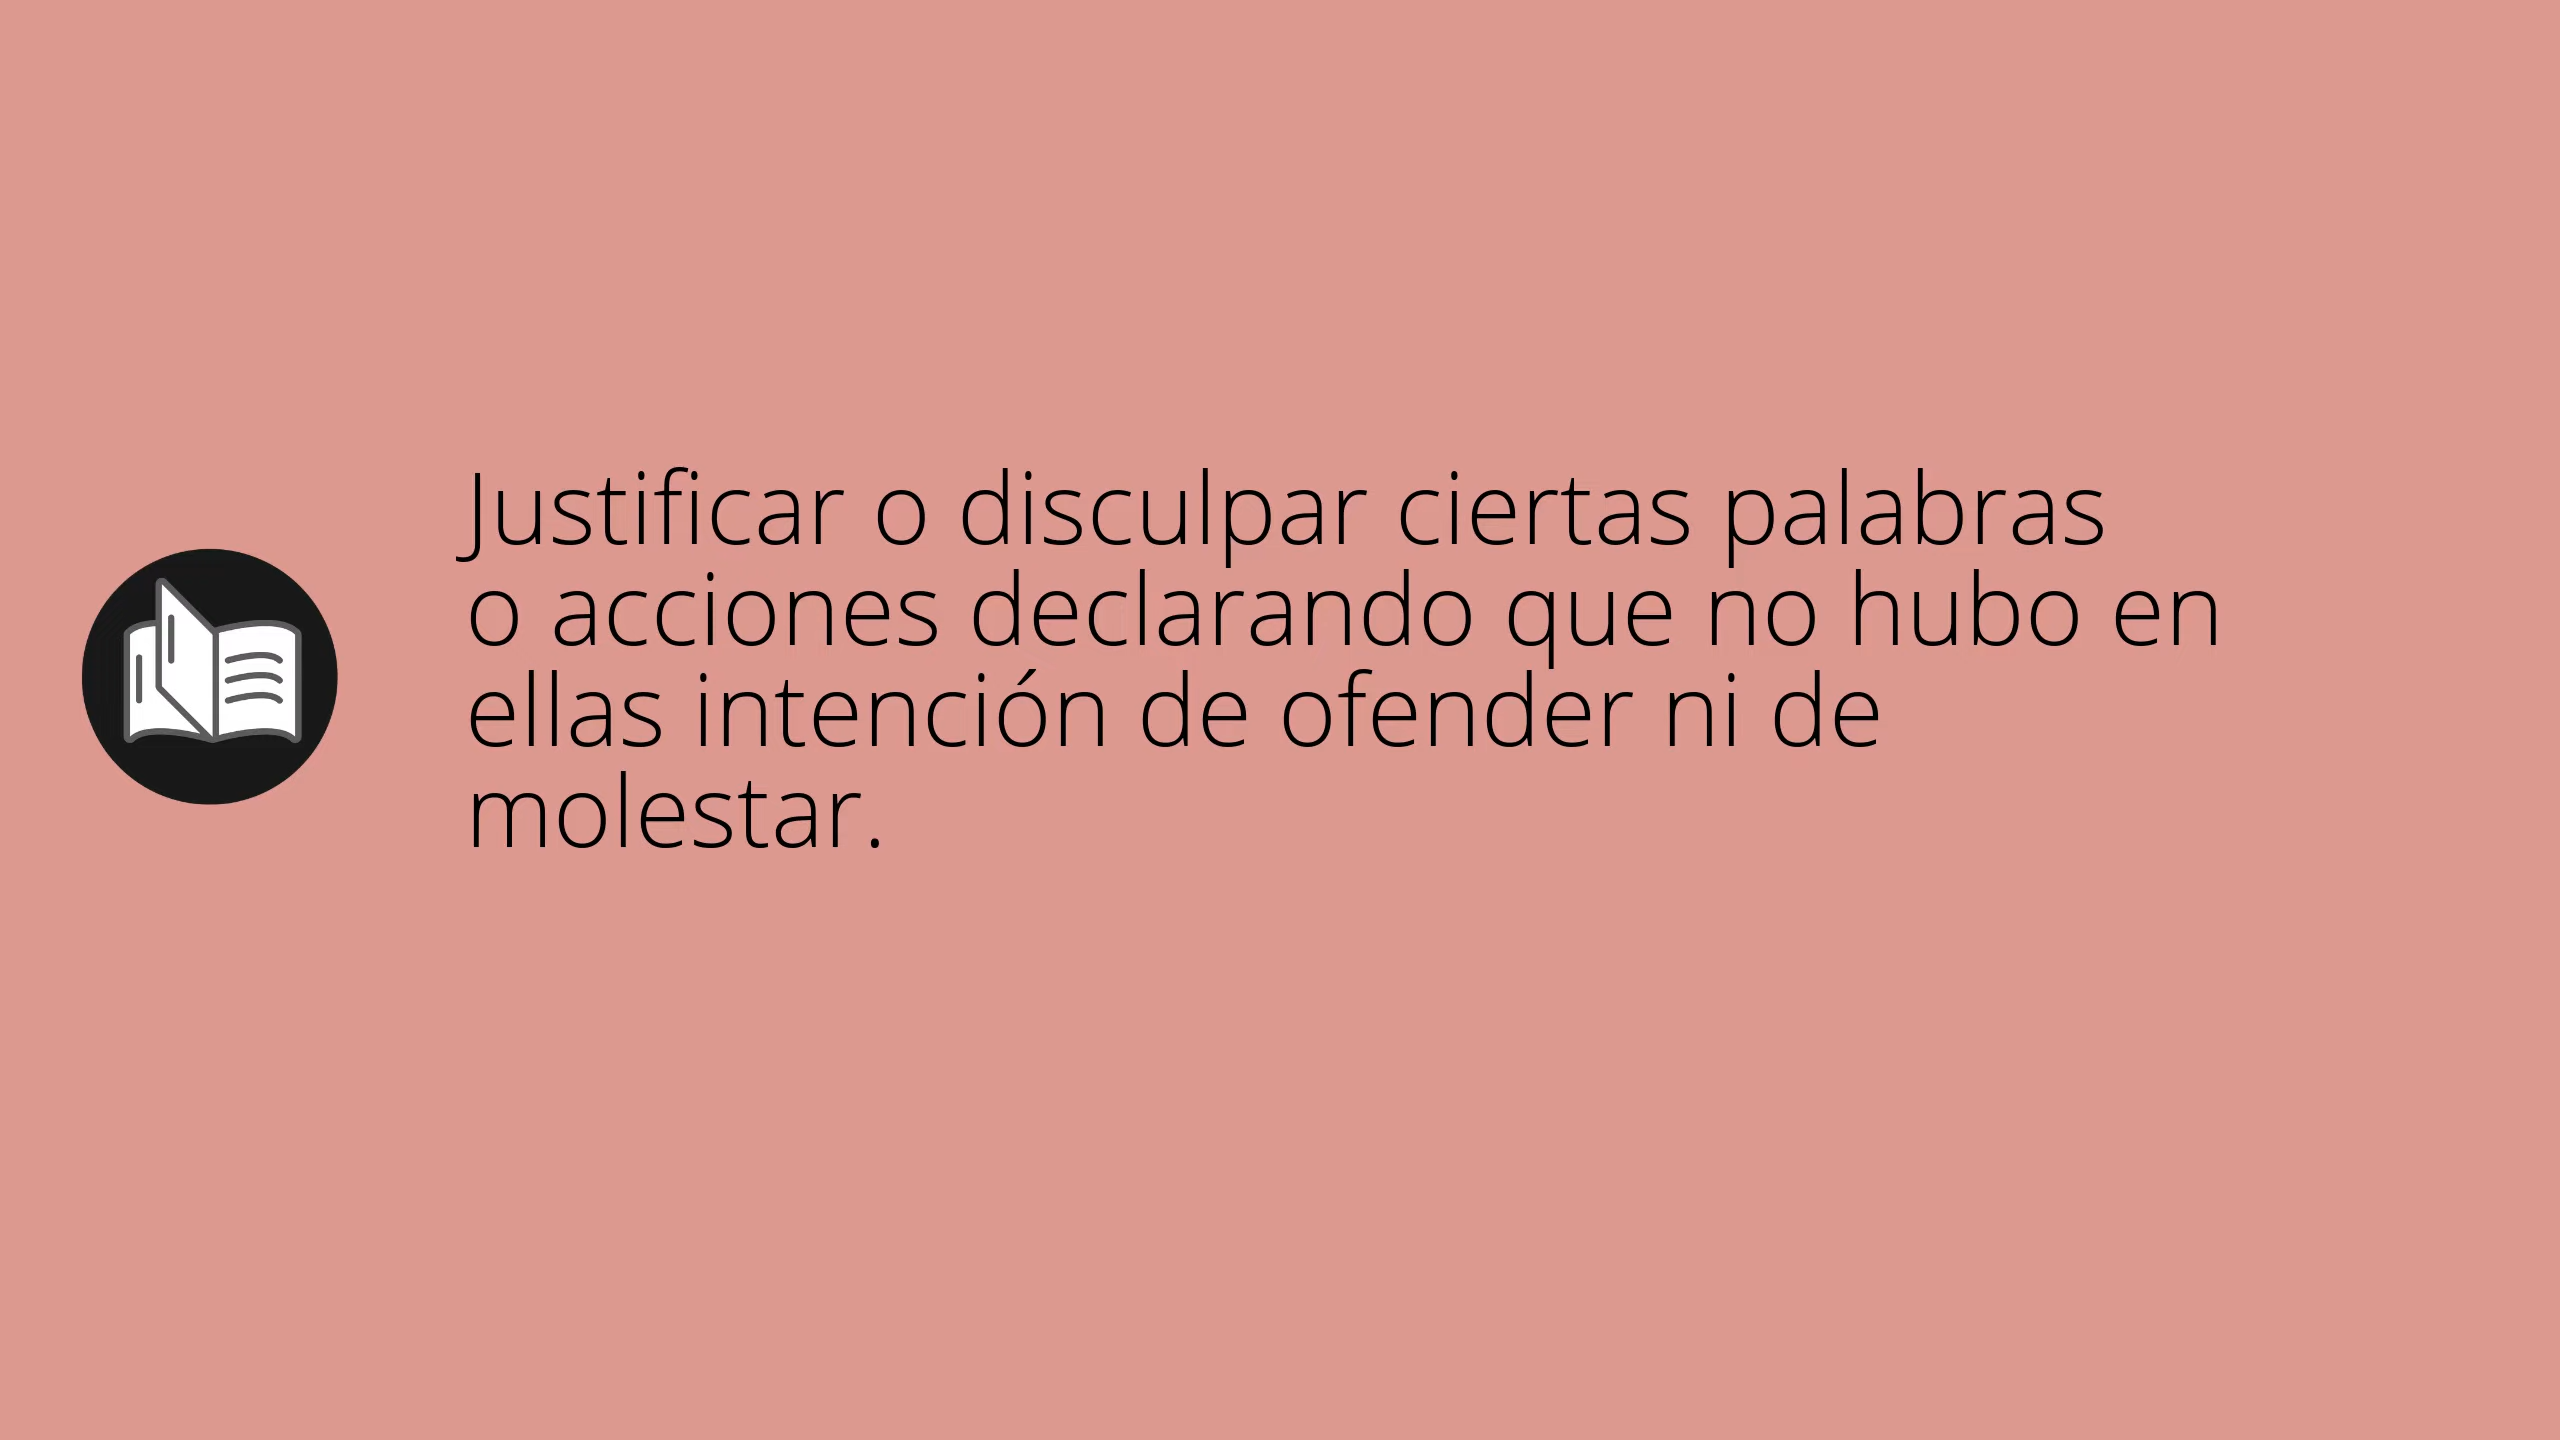 Justificar o disculpar ciertas palabras
o acciones declarando que no hubo en
ellas intención de ofender ni de
molestar.